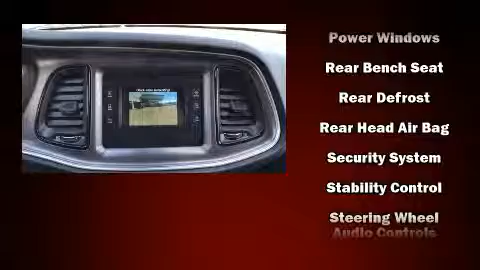 Power Windows
Rear Bench Seat
Rear Defrost
Rear Head Air Bag
Security System
Stability Control
Steering Wheel
Audio Controls